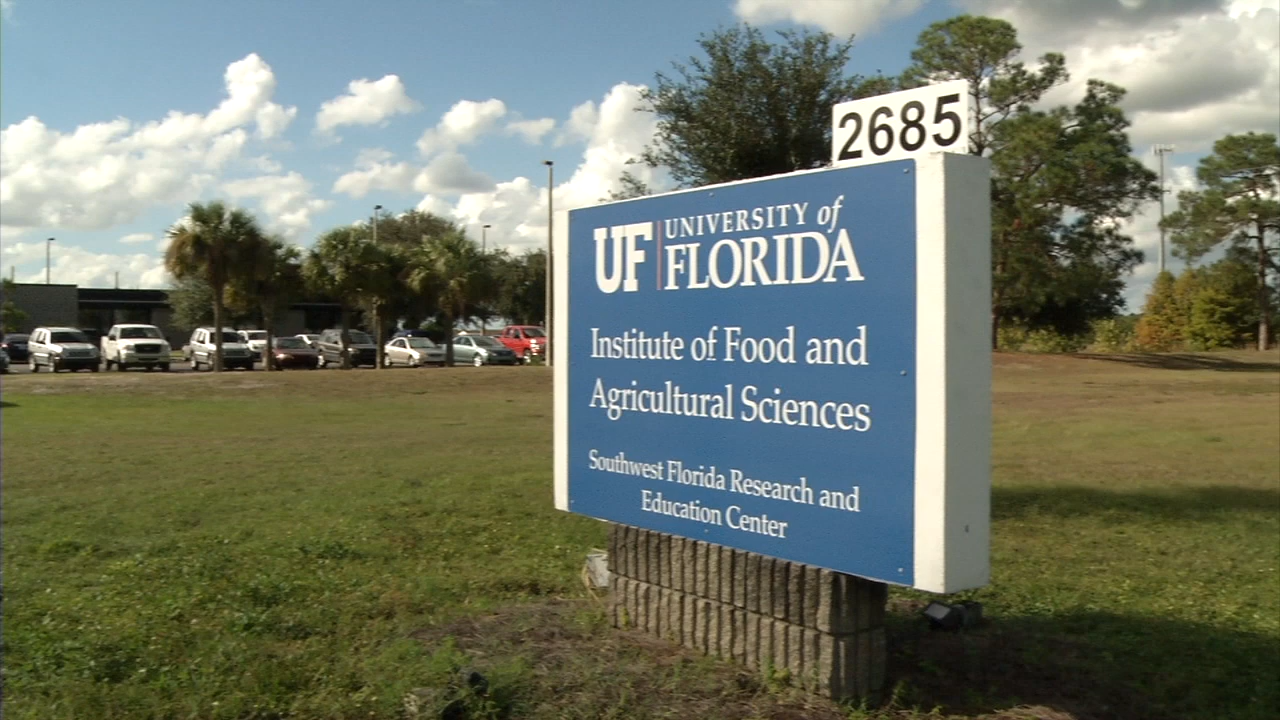 2685
UF UNIVERSITY of
FLORIDA
Institute of Food and
Agricultural Sciences
Southwest Florida Research and
Education Center